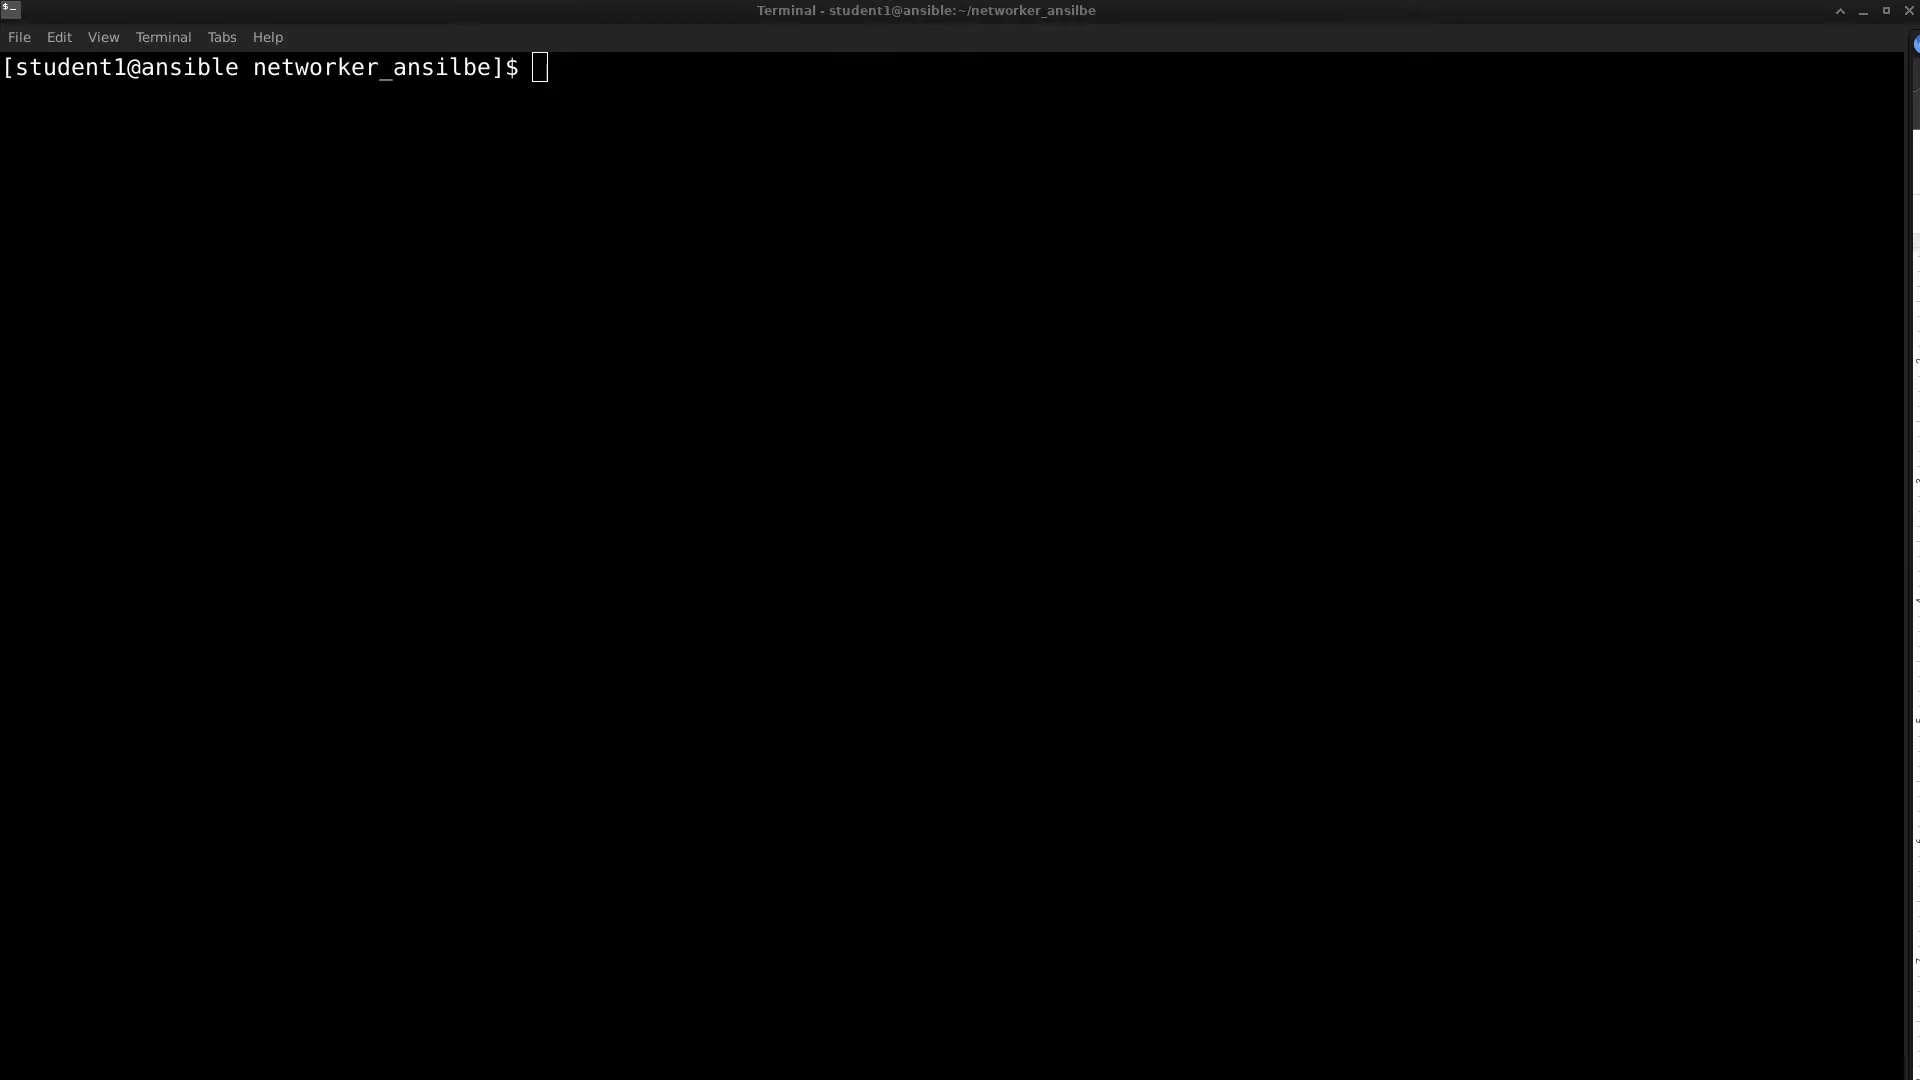 Terminal - student1@ansible:~/networker_ansilbe
File Edit View Terminal Tabs Help
[student1@ansible networker_ansilbe]$